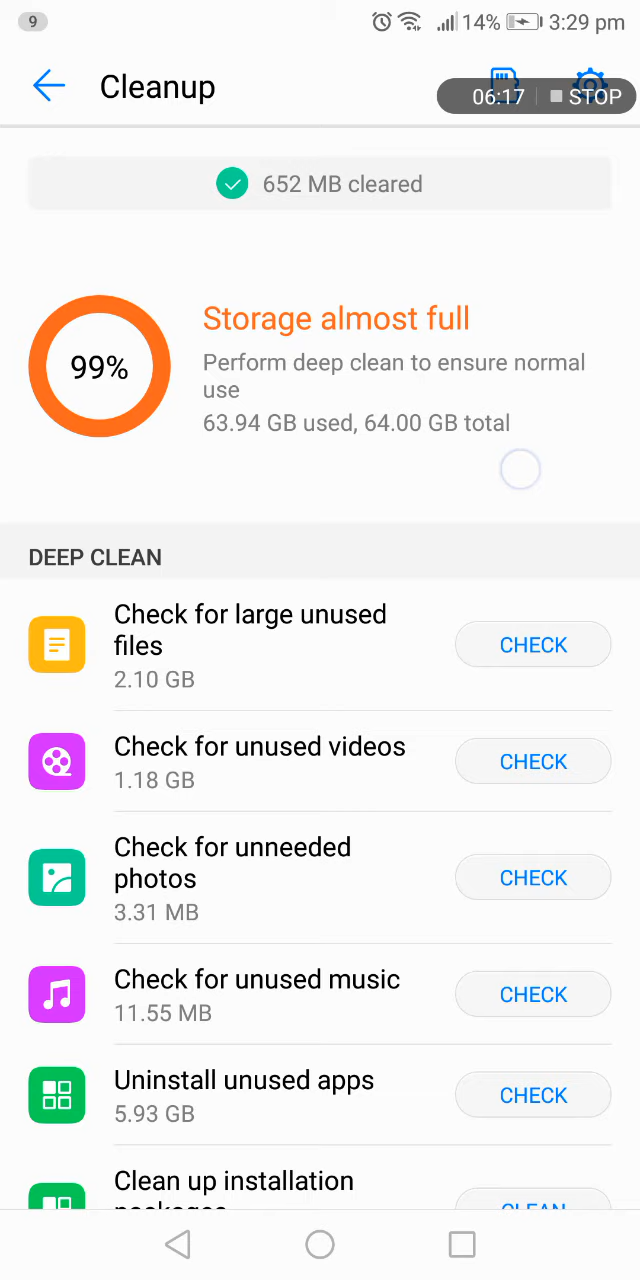 9
14%
3:29 pm
Cleanup
06:17
STOP
652 MB cleared
99%
Storage almost full
Perform deep clean to ensure normal
use
63.94 GB used, 64.00 GB total
DEEP CLEAN
Check for large unused
files
2.10 GB
CHECK
Check for unused videos
1.18 GB
CHECK
Check for unneeded
photos
3.31 MB
CHECK
Check for unused music
11.55 MB
CHECK
Uninstall unused apps
5.93 GB
CHECK
Clean up installation
packages
CLEAN